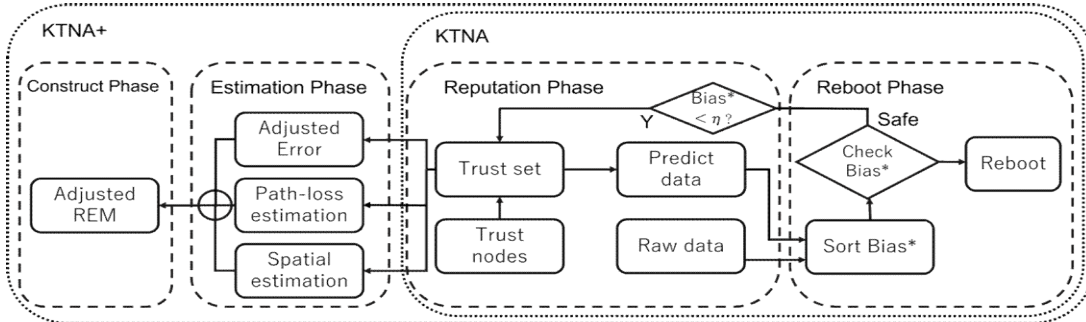 KTNA+
KTNA
Construct Phase
Estimation Phase
Reputation Phase
Reboot Phase
Adjusted
REM
Adjusted
Error
Path-loss
estimation
Spatial
estimation
Bias*
< η ?
Y
Trust set
Predict
data
Trust
nodes
Raw data
Safe
Check
Bias*
Reboot
Sort Bias*